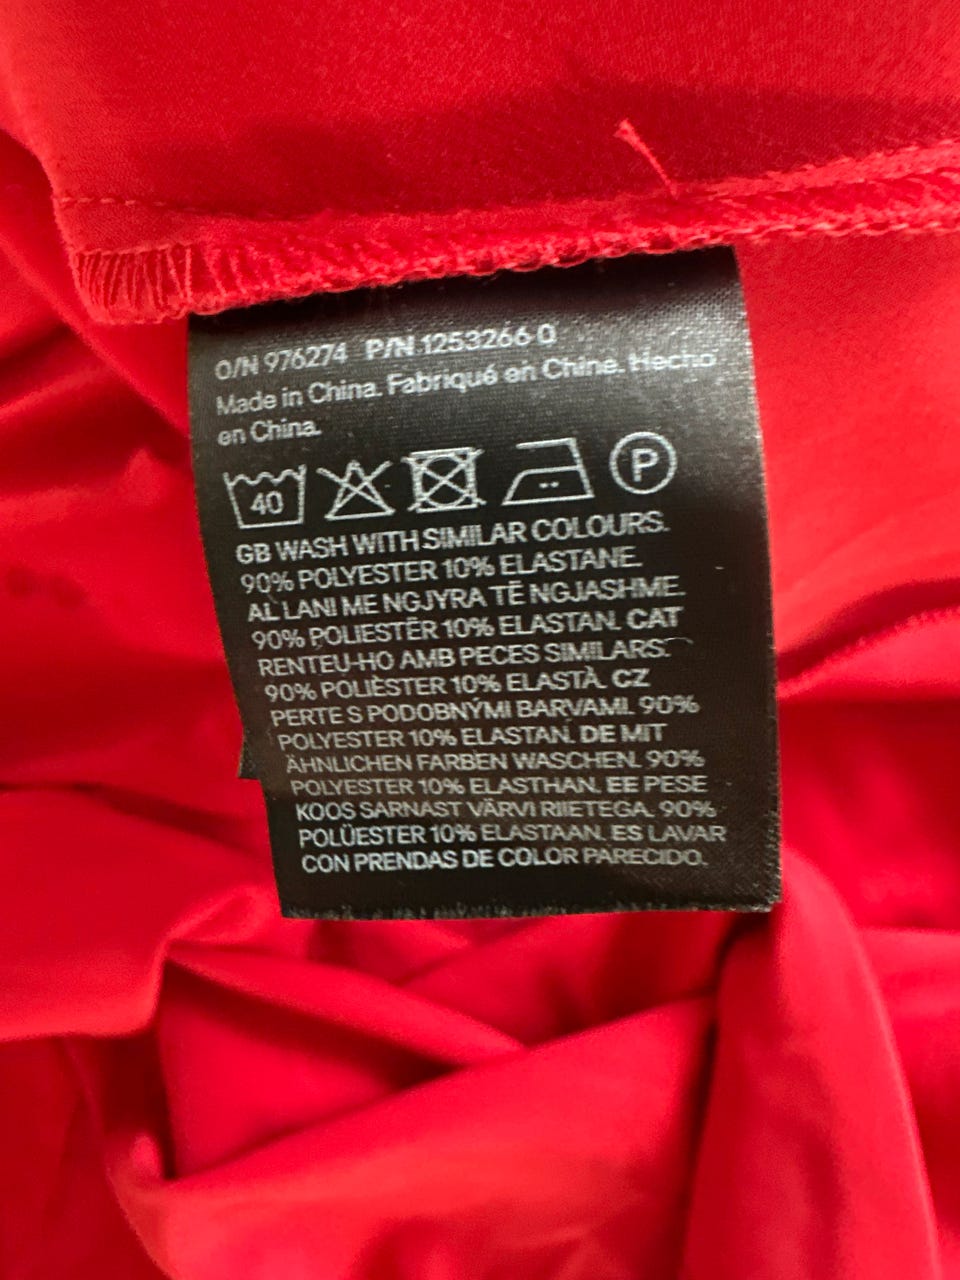 O/N 976274 P/N 1253266-0
Made in China. Fabriqué en Chine. Hecho
en China.
40 P
GB WASH WITH SIMILAR COLOURS.
90% POLYESTER 10% ELASTANE.
AL LANI ME NGJYRA TË NGJASHME.
90% POLIESTËR 10% ELASTAN. CAT
RENTEU-HO AMB PECES SIMILARS.
90% POLIÈSTER 10% ELASTÀ. CZ
PERTE S PODOBNÝMI BARVAMI. 90%
POLYESTER 10% ELASTAN. DE MIT
ÄHNLICHEN FARBEN WASCHEN. 90%
POLYESTER 10% ELASTHAN. EE PESE
KOOS SARNAST VÄRVI RIIETEGA. 90%
POLÜESTER 10% ELASTAAN. ES LAVAR
CON PRENDAS DE COLOR PARECIDO.